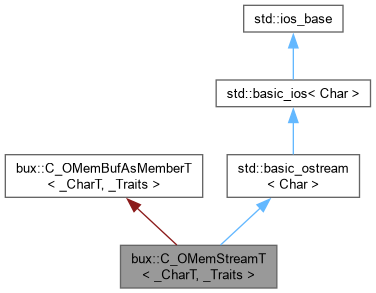 std::ios_base
std::basic_ios< Char >
bux::C_OMemBufAsMemberT
< _CharT, _Traits >
std::basic_ostream
< Char >
bux::C_OMemStreamT
< _CharT, _Traits >